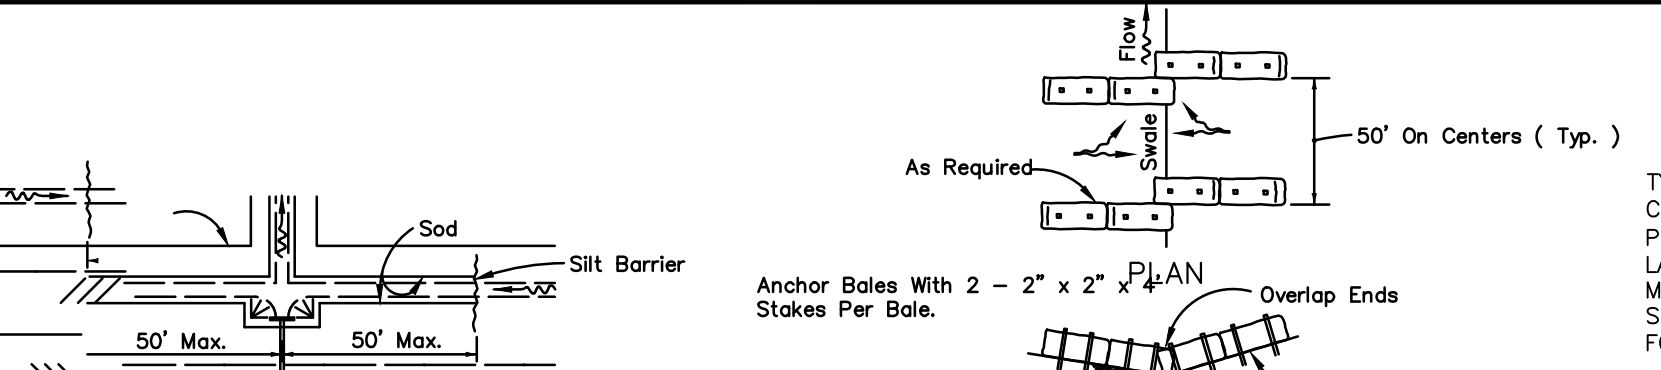 Flow
Swale
50' On Centers ( Typ. )
As Required
Sod
Silt Barrier
50' Max.
50' Max.
PLAN
Anchor Bales With 2 - 2" x 2" x 4'
Stakes Per Bale.
Overlap Ends